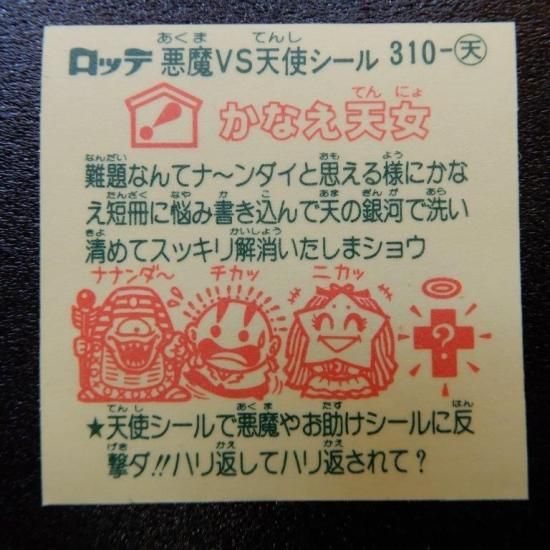 ロッテ 悪魔VS天使シール 310-天
かなえ天女
難題なんてナ〜ンダイと思える様にかな
え短冊に悩み書き込んで天の銀河で洗い
清めてスッキリ解消いたしまショウ
ナナンダ〜 チカッ ニカッ
?
★天使シールで悪魔やお助けシールに反
撃ダ!!ハリ返してハリ返されて?